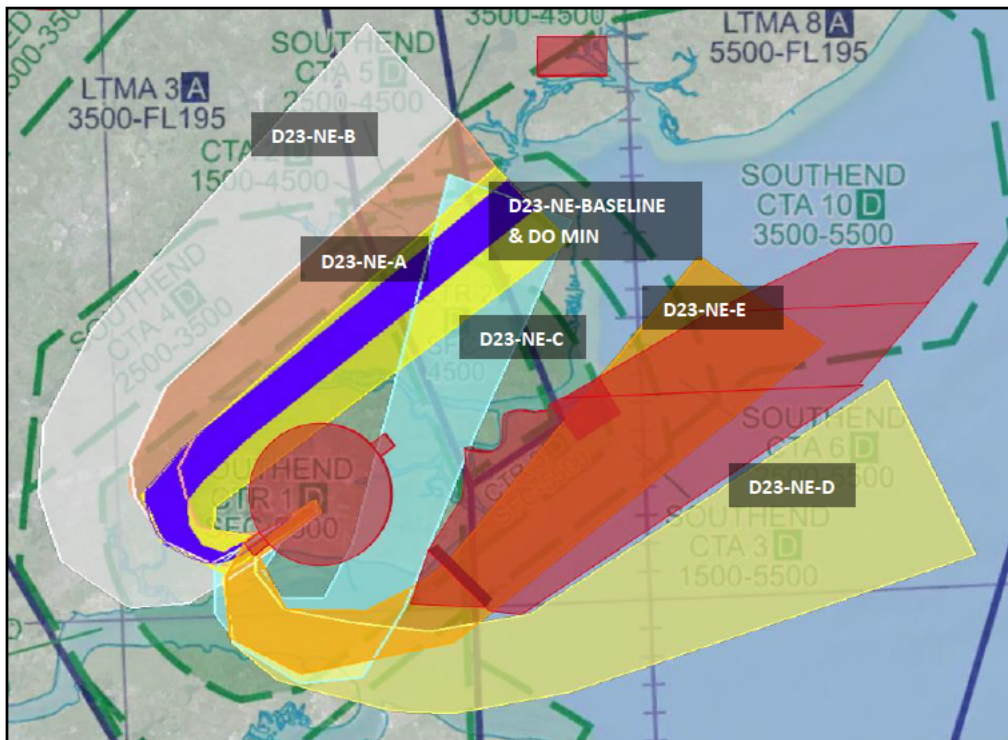 3500-4500
LTMA 8 A
5500-FL195
SOUTHEND
CTA 5 D
2500-4500
LTMA 3 A
3500-FL195
D23-NE-B
1500-4500
SOUTHEND
CTA 10 D
3500-5500
D23-NE-BASELINE
& DO MIN
D23-NE-A
SOUTHEND
CTA 4 D
2500-3500
D23-NE-E
D23-NE-C
4500
SOUTHEND
CTA 6 D
SOUTHEND
CTR 1 D
D23-NE-D
SOUTHEND
CTA 3 D
1500-5500